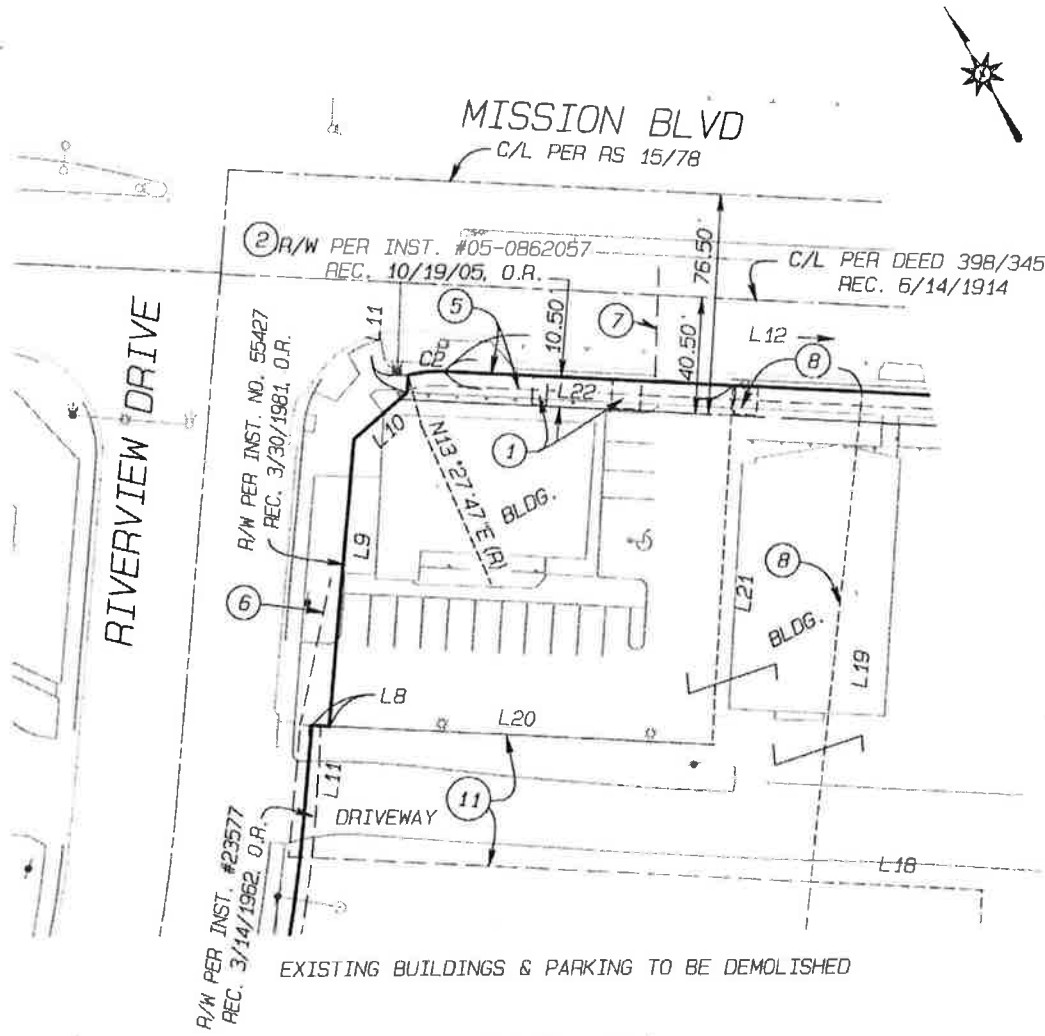 MISSION BLVD
C/L PER RS 15/78
2 R/W PER INST. #05-0862057
REC. 10/19/05, O.R.
76.50'
C/L PER DEED 398/345
REC. 6/14/1914
L11
5
10.50'
7
40.50'
L12
8
C2
L22
L10
1
N13°27'47"E (R)
BLDG.
RIVERVIEW DRIVE
R/W PER INST. NO. 55427
REC. 3/30/1981, O.R.
L9
6
L21
8
BLDG.
L19
L8
L20
L11
11
DRIVEWAY
L18
R/W PER INST. #23577
REC. 3/14/1962, O.R.
EXISTING BUILDINGS & PARKING TO BE DEMOLISHED